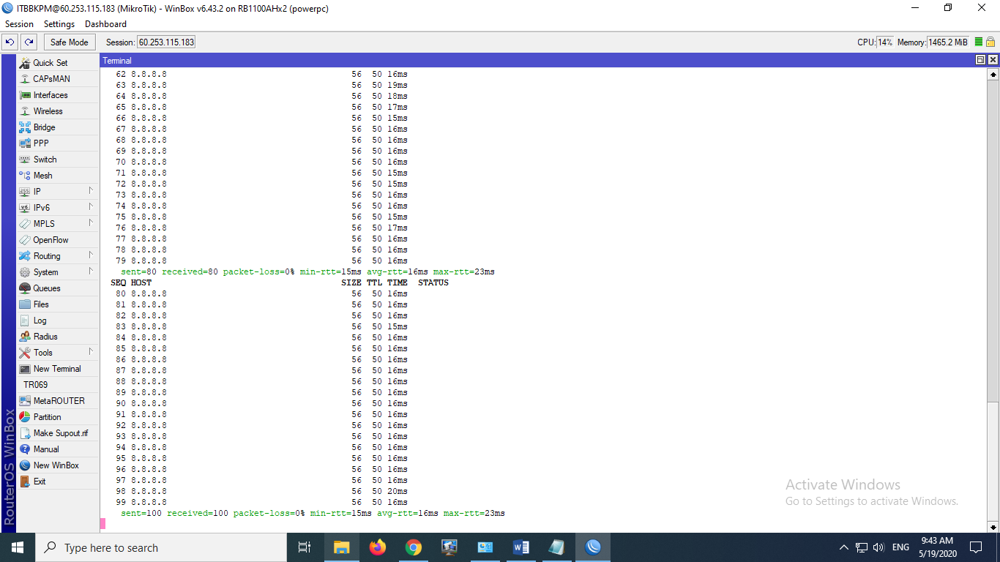 ITBBKPM@60.253.115.183 (MikroTik) - WinBox v6.43.2 on RB1100AHx2 (powerpc)
Session Settings Dashboard
Safe Mode Session: 60.253.115.183 CPU: 14% Memory: 1465.2 MiB
Quick Set
CAPsMAN
Interfaces
Wireless
Bridge
PPP
Switch
Mesh
255 IP
v6 IPv6
MPLS
OpenFlow
Routing
System
Queues
Files
Log
Radius
Tools
New Terminal
TR069
MetaROUTER
Partition
Make Supout.rif
Manual
New WinBox
Exit
RouterOS WinBox
Terminal
62 8.8.8.8 56 50 16ms
63 8.8.8.8 56 50 19ms
64 8.8.8.8 56 50 18ms
65 8.8.8.8 56 50 17ms
66 8.8.8.8 56 50 15ms
67 8.8.8.8 56 50 16ms
68 8.8.8.8 56 50 16ms
69 8.8.8.8 56 50 16ms
70 8.8.8.8 56 50 16ms
71 8.8.8.8 56 50 15ms
72 8.8.8.8 56 50 15ms
73 8.8.8.8 56 50 16ms
74 8.8.8.8 56 50 16ms
75 8.8.8.8 56 50 15ms
76 8.8.8.8 56 50 17ms
77 8.8.8.8 56 50 16ms
78 8.8.8.8 56 50 16ms
79 8.8.8.8 56 50 16ms
sent=80 received=80 packet-loss=0% min-rtt=15ms avg-rtt=16ms max-rtt=23ms
SEQ HOST SIZE TTL TIME STATUS
80 8.8.8.8 56 50 16ms
81 8.8.8.8 56 50 16ms
82 8.8.8.8 56 50 16ms
83 8.8.8.8 56 50 15ms
84 8.8.8.8 56 50 16ms
85 8.8.8.8 56 50 16ms
86 8.8.8.8 56 50 16ms
87 8.8.8.8 56 50 16ms
88 8.8.8.8 56 50 16ms
89 8.8.8.8 56 50 16ms
90 8.8.8.8 56 50 16ms
91 8.8.8.8 56 50 16ms
92 8.8.8.8 56 50 16ms
93 8.8.8.8 56 50 16ms
94 8.8.8.8 56 50 16ms
95 8.8.8.8 56 50 16ms
96 8.8.8.8 56 50 16ms
97 8.8.8.8 56 50 16ms
98 8.8.8.8 56 50 20ms
99 8.8.8.8 56 50 16ms
sent=100 received=100 packet-loss=0% min-rtt=15ms avg-rtt=16ms max-rtt=23ms
Activate Windows
Go to Settings to activate Windows.
Type here to search
ENG
9:43 AM
5/19/2020